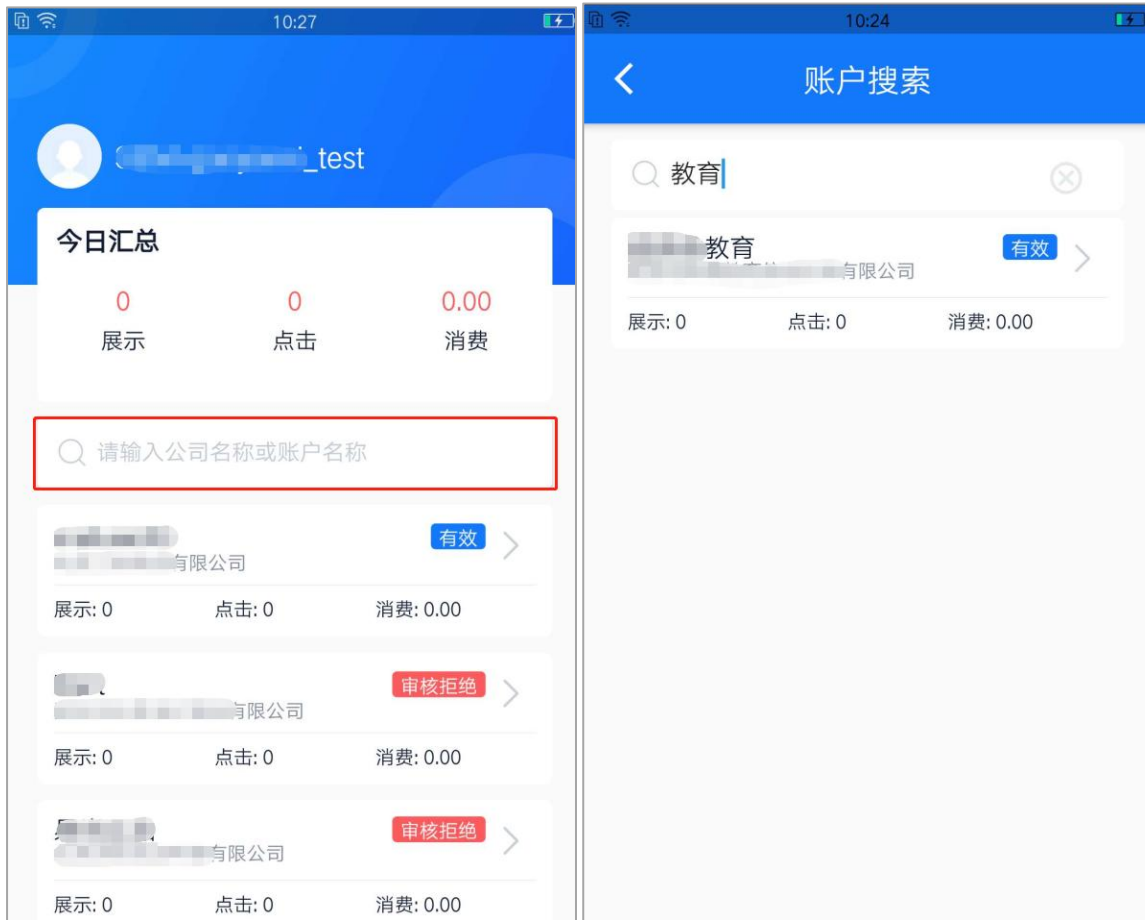 10:27
_test
今日汇总
0 0 0.00
展示 点击 消费
请输入公司名称或账户名称
有效
有限公司
展示: 0 点击: 0 消费: 0.00
审核拒绝
有限公司
展示: 0 点击: 0 消费: 0.00
审核拒绝
有限公司
展示: 0 点击: 0 消费: 0.00
10:24
账户搜索
教育
教育 有效
有限公司
展示: 0 点击: 0 消费: 0.00